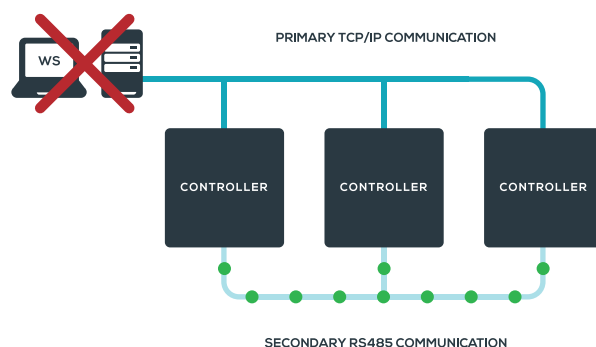 PRIMARY TCP/IP COMMUNICATION
WS
CONTROLLER CONTROLLER CONTROLLER
SECONDARY RS485 COMMUNICATION